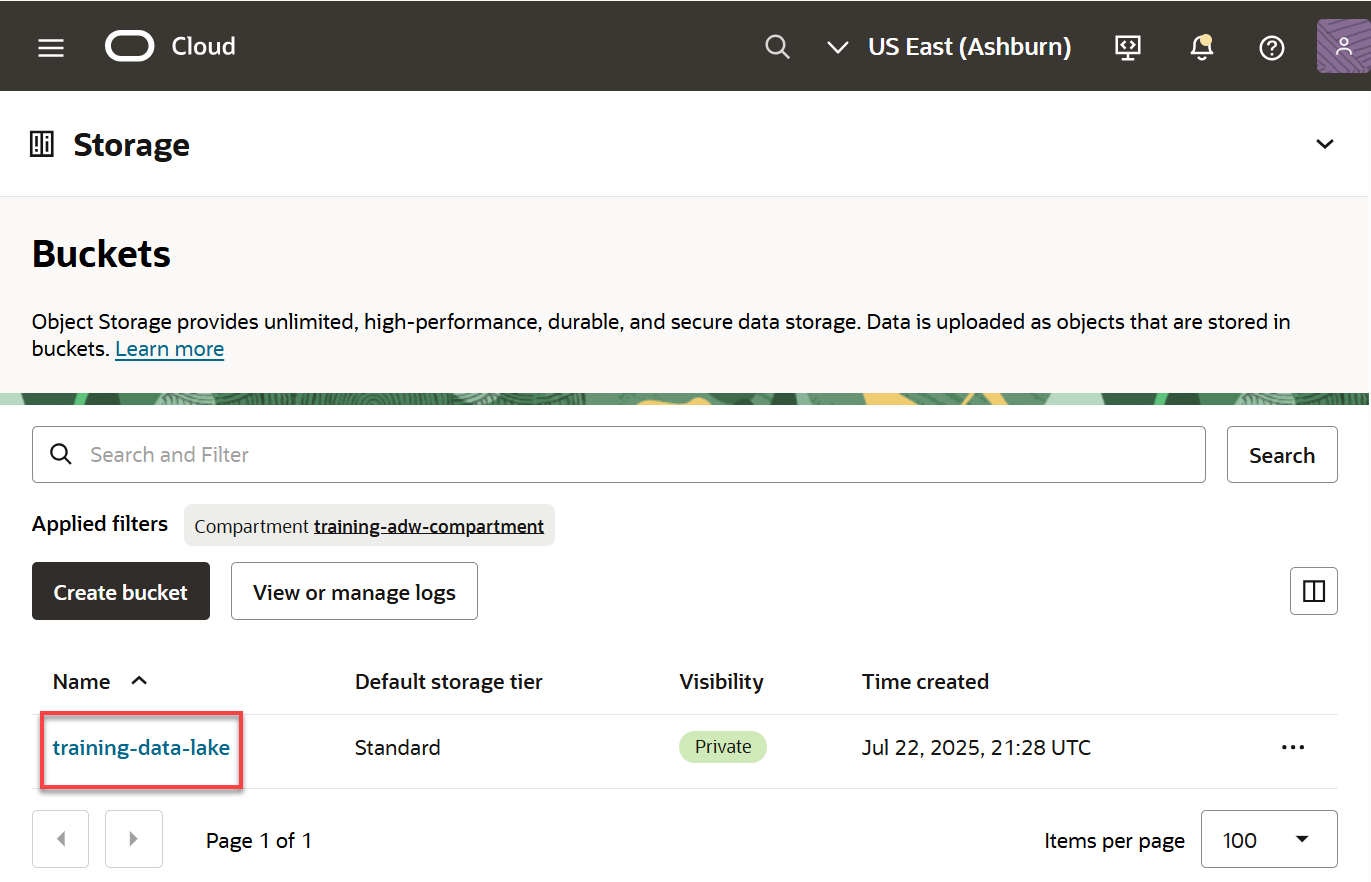 Cloud
US East (Ashburn)
Storage
Buckets
Object Storage provides unlimited, high-performance, durable, and secure data storage. Data is uploaded as objects that are stored in
buckets. Learn more
Search and Filter
Search
Applied filters
Compartment training-adw-compartment
Create bucket
View or manage logs
Name
Default storage tier
Visibility
Time created
training-data-lake
Standard
Private
Jul 22, 2025, 21:28 UTC
Page 1 of 1
Items per page
100